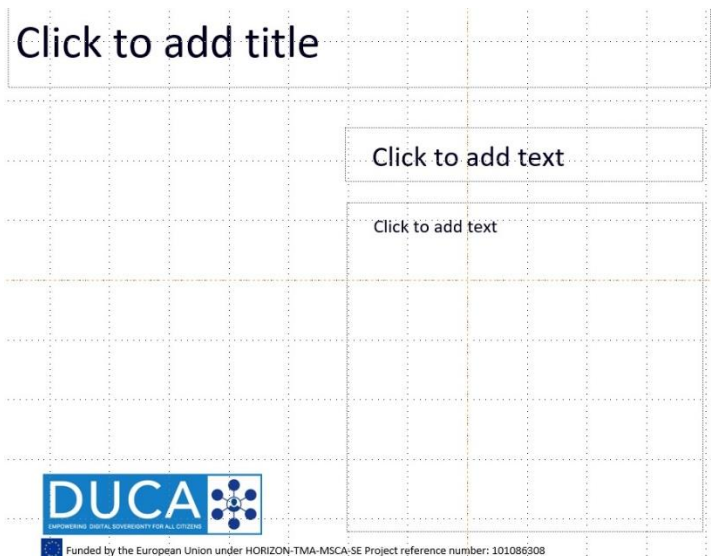 Click to add title
Click to add text
Click to add text
DUCA
EMPOWERING DIGITAL SOVEREIGNTY FOR ALL CITIZENS
Funded by the European Union under HORIZON-TMA-MSCA-SE Project reference number: 101086308